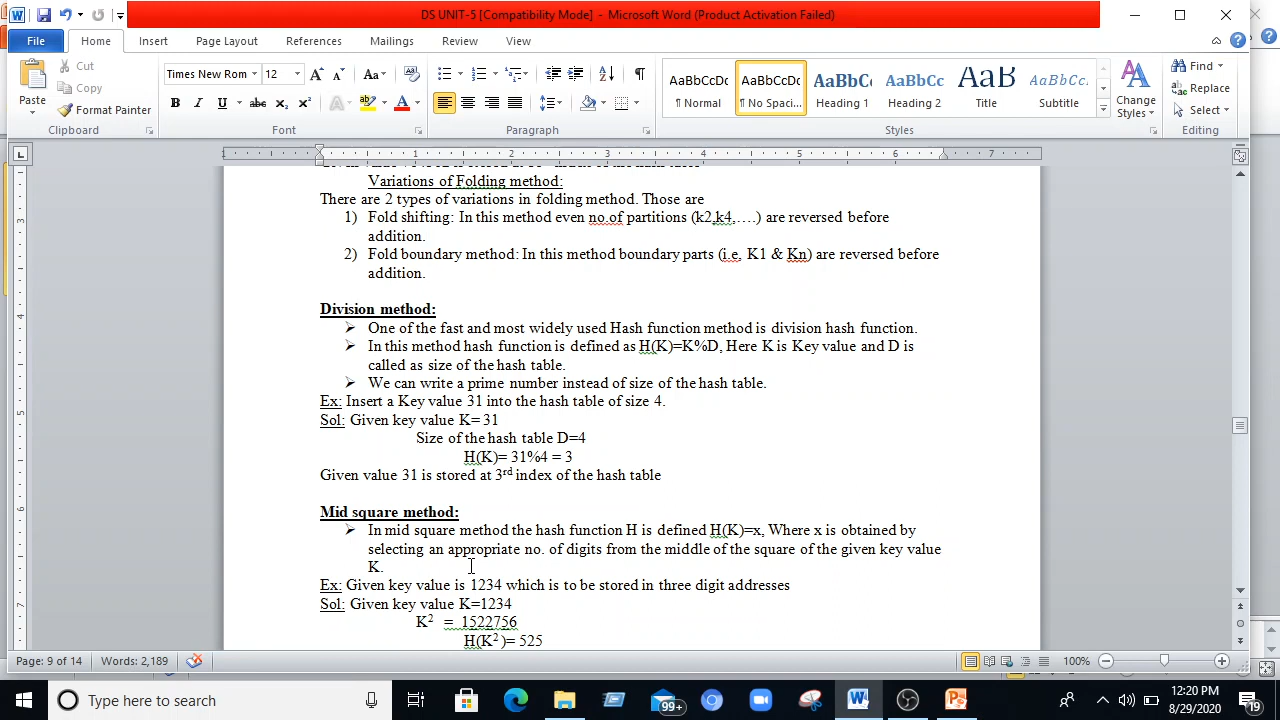 DS UNIT-5 [Compatibility Mode] - Microsoft Word (Product Activation Failed)
File Home Insert Page Layout References Mailings Review View
Paste
Cut
Copy
Format Painter
Clipboard
Times New Rom 12
Font
Paragraph
AaBbCcDc AaBbCcDc AaBbCc AaBbCc AaB AaBbCc.
¶ Normal ¶ No Spaci... Heading 1 Heading 2 Title Subtitle
Change Styles
Styles
Find
Replace
Select
Editing
Variations of Folding method:
There are 2 types of variations in folding method. Those are
1) Fold shifting: In this method even no.of partitions (k2,k4,….) are reversed before
addition.
2) Fold boundary method: In this method boundary parts (i.e, K1 & Kn) are reversed before
addition.
Division method:
➢ One of the fast and most widely used Hash function method is division hash function.
➢ In this method hash function is defined as H(K)=K%D, Here K is Key value and D is
called as size of the hash table.
➢ We can write a prime number instead of size of the hash table.
Ex: Insert a Key value 31 into the hash table of size 4.
Sol: Given key value K= 31
Size of the hash table D=4
H(K)= 31%4 = 3
Given value 31 is stored at 3rd index of the hash table
Mid square method:
➢ In mid square method the hash function H is defined H(K)=x, Where x is obtained by
selecting an appropriate no. of digits from the middle of the square of the given key value
K.
Ex: Given key value is 1234 which is to be stored in three digit addresses
Sol: Given key value K=1234
K² = 1522756
H(K²)= 525
Page: 9 of 14 Words: 2,189 100%
Type here to search
99+
12:20 PM
8/29/2020
19